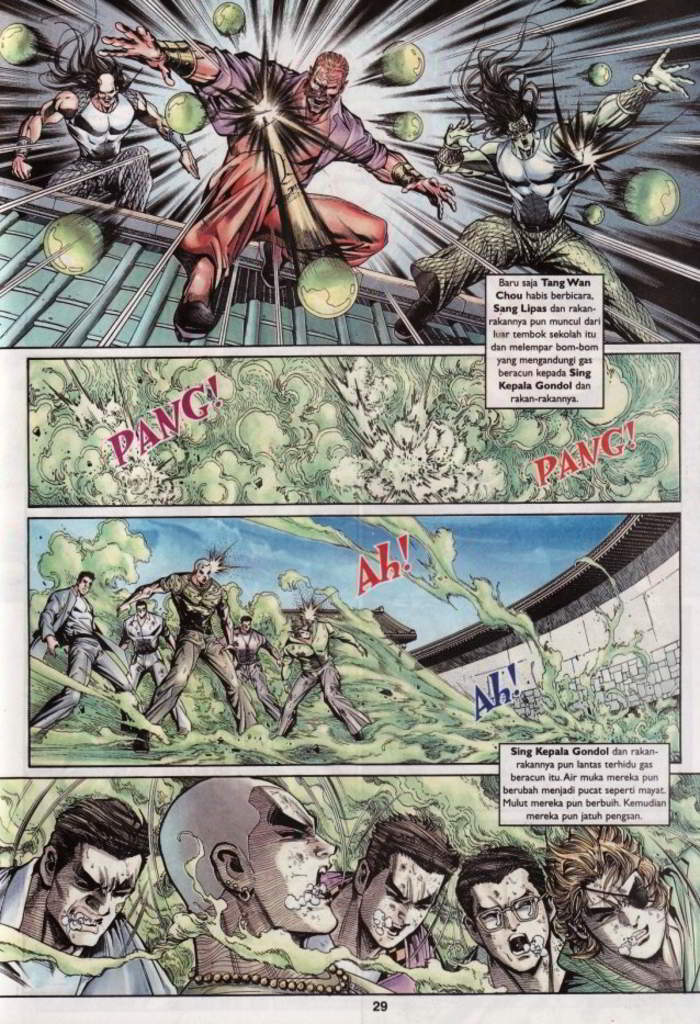 Baru saja Tang Wan
Chou habis berbicara,
Sang Lipas dan rakan-
rakannya pun muncul dari
luar tembok sekolah itu
dan melempar bom-bom
yang mengandungi gas
beracun kepada Sing
Kepala Gondol dan
rakan-rakannya.
PANG!
PANG!
Ah!
Ah!
Sing Kepala Gondol dan rakan-
rakannya pun lantas terhidu gas
beracun itu. Air muka mereka pun
berubah menjadi pucat seperti mayat.
Mulut mereka pun berbuih. Kemudian
mereka pun jatuh pengsan.
29